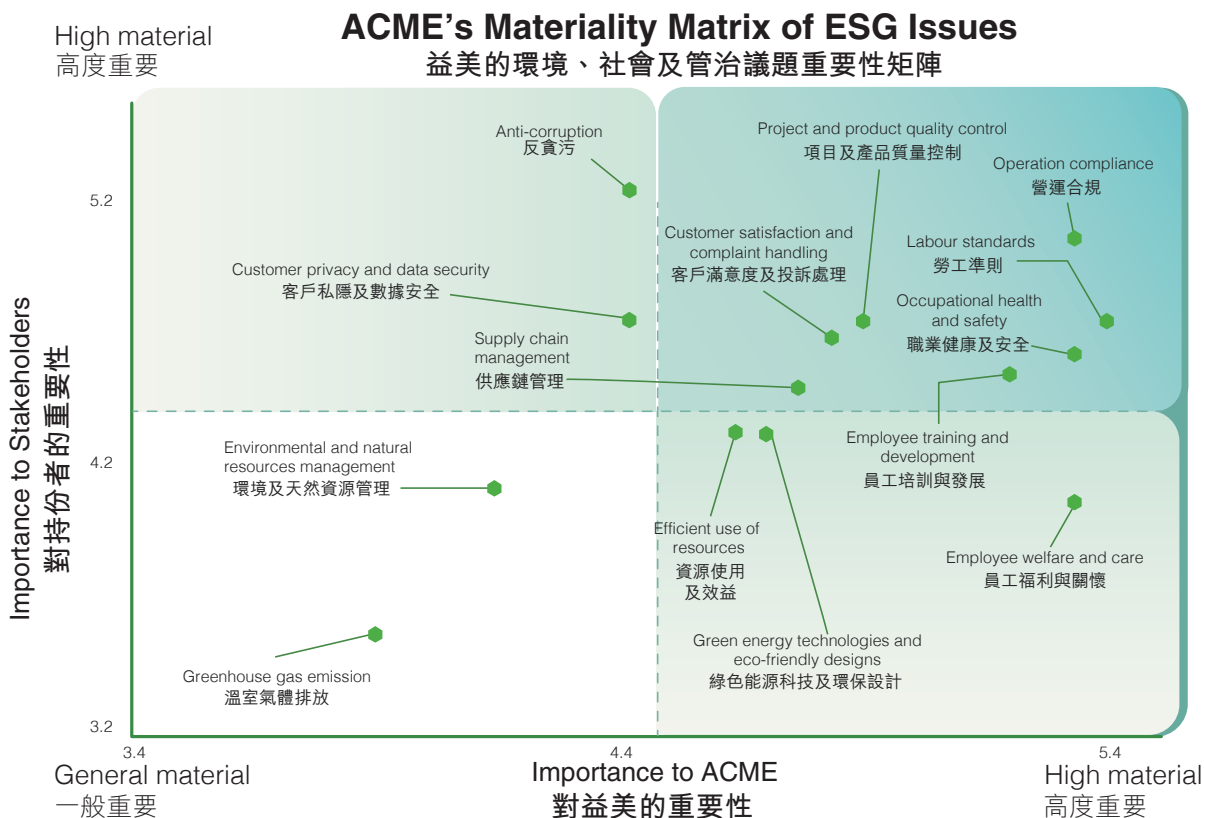 ACME’s Materiality Matrix of ESG Issues
益美的環境、社會及管治議題重要性矩陣
High material
高度重要
Anti-corruption
反貪污
Project and product quality control
項目及產品質量控制
Operation compliance
營運合規
5.2
Customer satisfaction and
complaint handling
客戶滿意度及投訴處理
Labour standards
勞工準則
Customer privacy and data security
客戶私隱及數據安全
Occupational health
and safety
職業健康及安全
Supply chain
management
供應鏈管理
Importance to Stakeholders
對持份者的重要性
4.2
Environmental and natural
resources management
環境及天然資源管理
Employee training and
development
員工培訓與發展
Efficient use of
resources
資源使用
及效益
Employee welfare and care
員工福利與關懷
Green energy technologies and
eco-friendly designs
綠色能源科技及環保設計
Greenhouse gas emission
溫室氣體排放
3.2
3.4
4.4
5.4
General material
一般重要
Importance to ACME
對益美的重要性
High material
高度重要